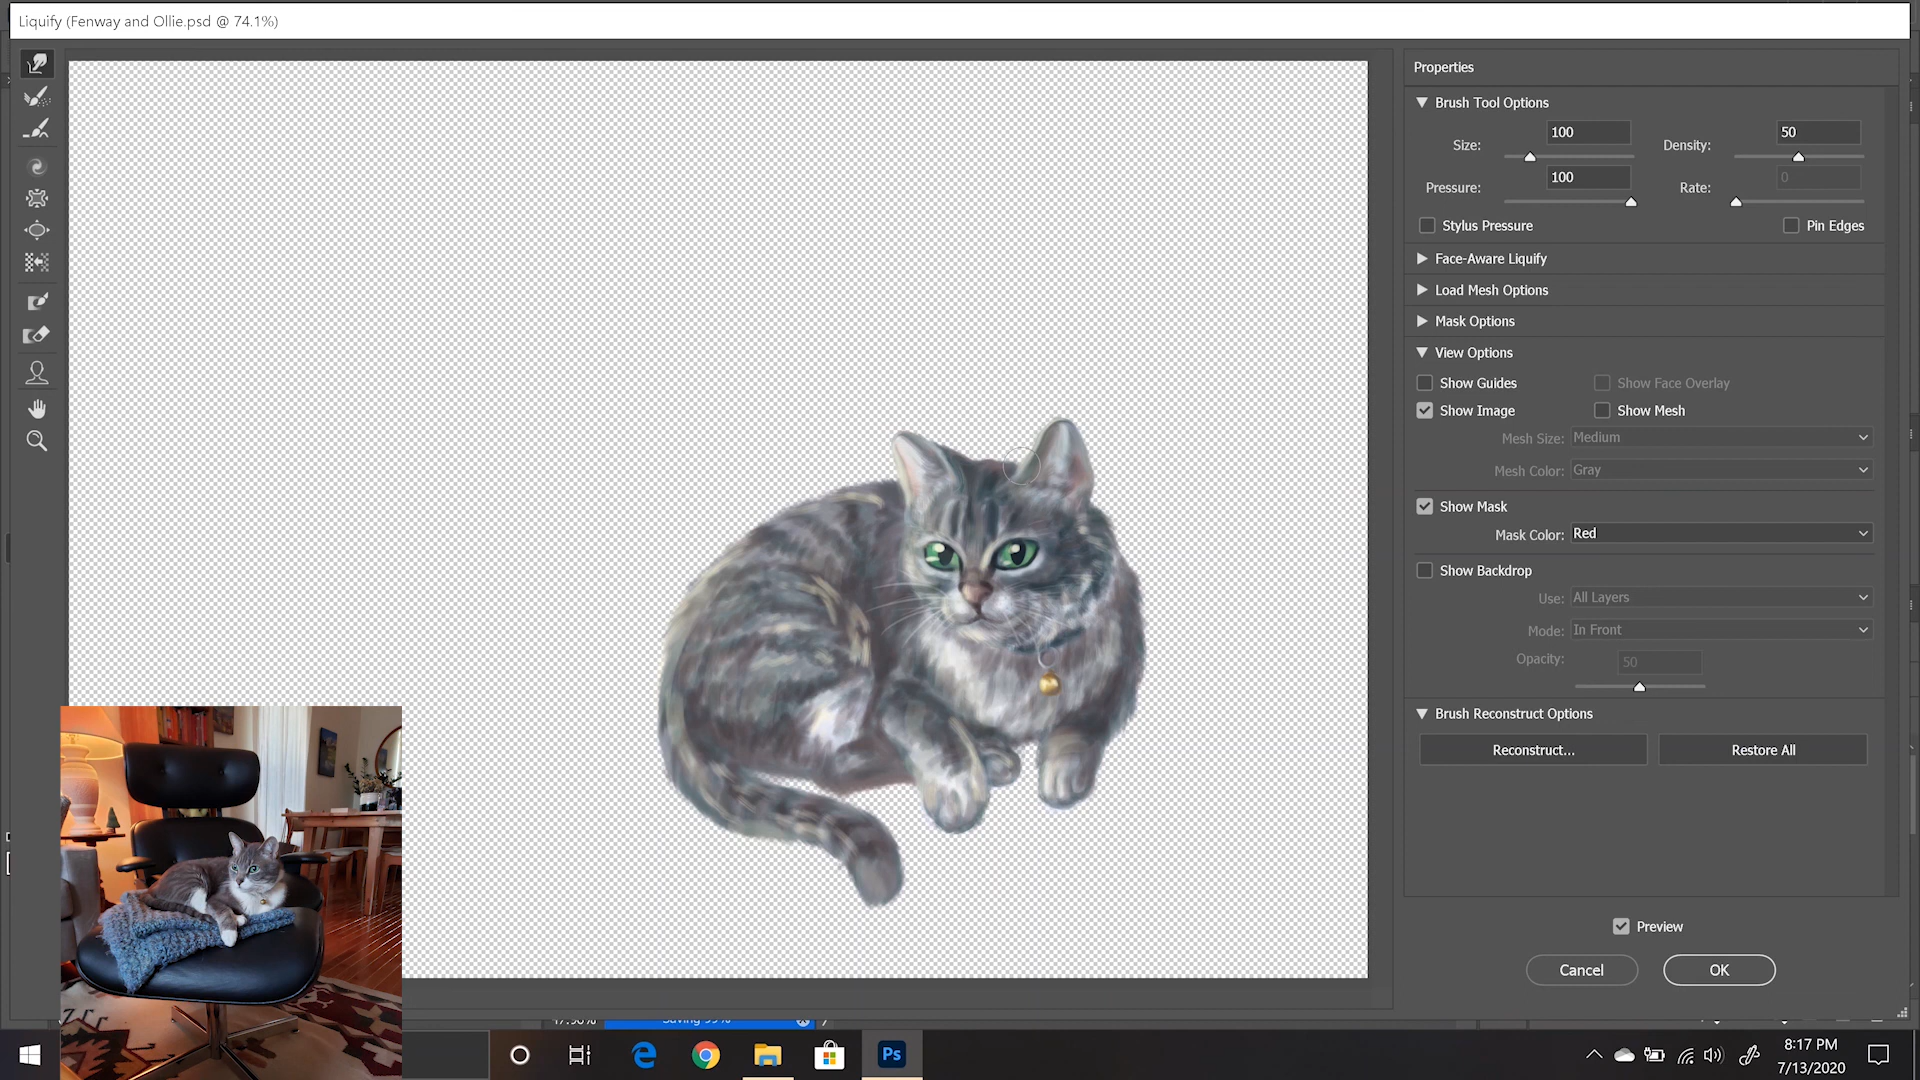 Liquify (Fenway and Ollie.psd @ 74.1%)
Properties
Brush Tool Options
Size: 100 Density: 50
Pressure: 100 Rate: 0
Stylus Pressure Pin Edges
Face-Aware Liquify
Load Mesh Options
Mask Options
View Options
Show Guides Show Face Overlay
Show Image Show Mesh
Mesh Size: Medium
Mesh Color: Gray
Show Mask
Mask Color: Red
Show Backdrop
Use: All Layers
Mode: In Front
Opacity: 50
Brush Reconstruct Options
Reconstruct... Restore All
Preview
Cancel OK
Saving 99%
Ps
8:17 PM
7/13/2020